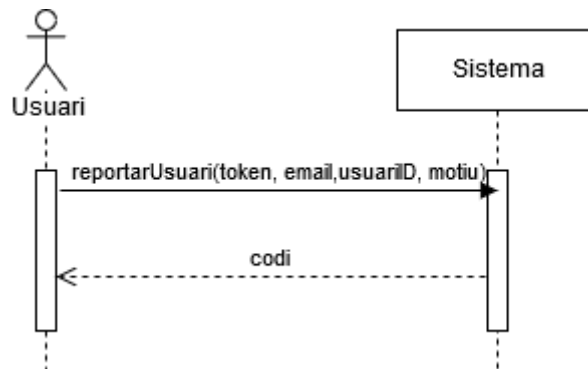 Usuari
Sistema
reportarUsuari(token, email,usuariID, motiu)
codi